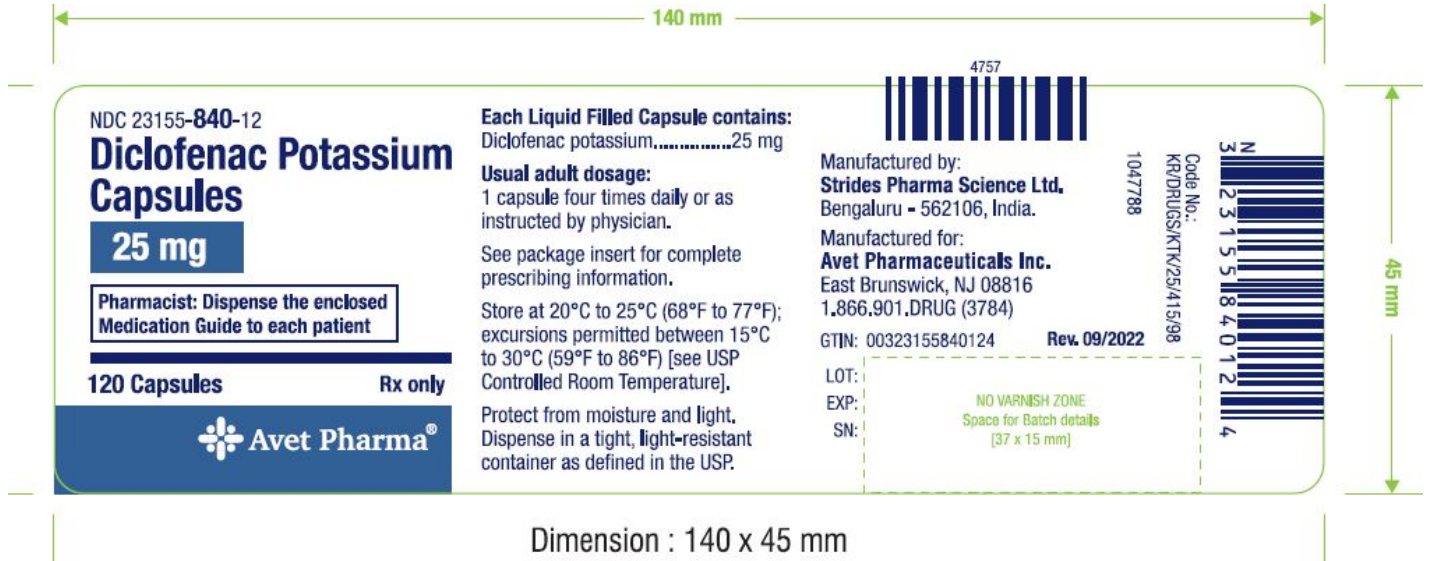 140 mm
NDC 23155-840-12
Diclofenac Potassium
Capsules
25 mg
Pharmacist: Dispense the enclosed
Medication Guide to each patient
120 Capsules Rx only
Avet Pharma®
Each Liquid Filled Capsule contains:
Diclofenac potassium...............25 mg
Usual adult dosage:
1 capsule four times daily or as
instructed by physician.
See package insert for complete
prescribing information.
Store at 20°C to 25°C (68°F to 77°F);
excursions permitted between 15°C
to 30°C (59°F to 86°F) [see USP
Controlled Room Temperature].
Protect from moisture and light.
Dispense in a tight, light-resistant
container as defined in the USP.
4757
Manufactured by:
Strides Pharma Science Ltd.
Bengaluru - 562106, India.
Manufactured for:
Avet Pharmaceuticals Inc.
East Brunswick, NJ 08816
1.866.901.DRUG (3784)
GTIN: 00323155840124 Rev. 09/2022
LOT:
EXP:
SN:
NO VARNISH ZONE
Space for Batch details
[37 x 15 mm]
1047788
Code No.:
KR/DRUGS/KTK/25/415/98
N
3 23155 84012 4
45 mm
Dimension : 140 x 45 mm